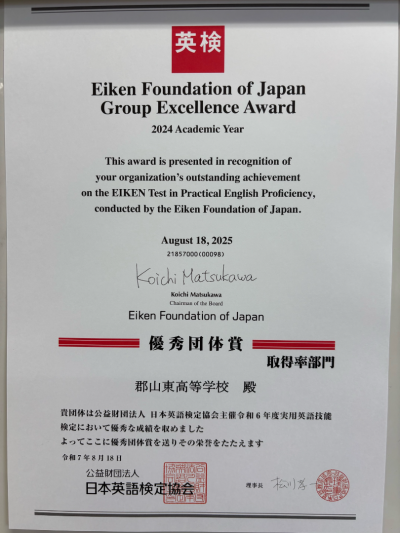 英検
Eiken Foundation of Japan
Group Excellence Award
2024 Academic Year
This award is presented in recognition of
your organization's outstanding achievement
on the EIKEN Test in Practical English Proficiency,
conducted by the Eiken Foundation of Japan.
August 18, 2025
21857000(00098)
Koichi Matsukawa
Koichi Matsukawa
Chairman of the Board
Eiken Foundation of Japan
優秀団体賞
取得率部門
郡山東高等学校 殿
貴団体は公益財団法人 日本英語検定協会主催令和6年度実用英語技能
検定において優秀な成績を収めました
よってここに優秀団体賞を送りその栄誉をたたえます
令和7年8月18日
公益財団法人
日本英語検定協会
理事長